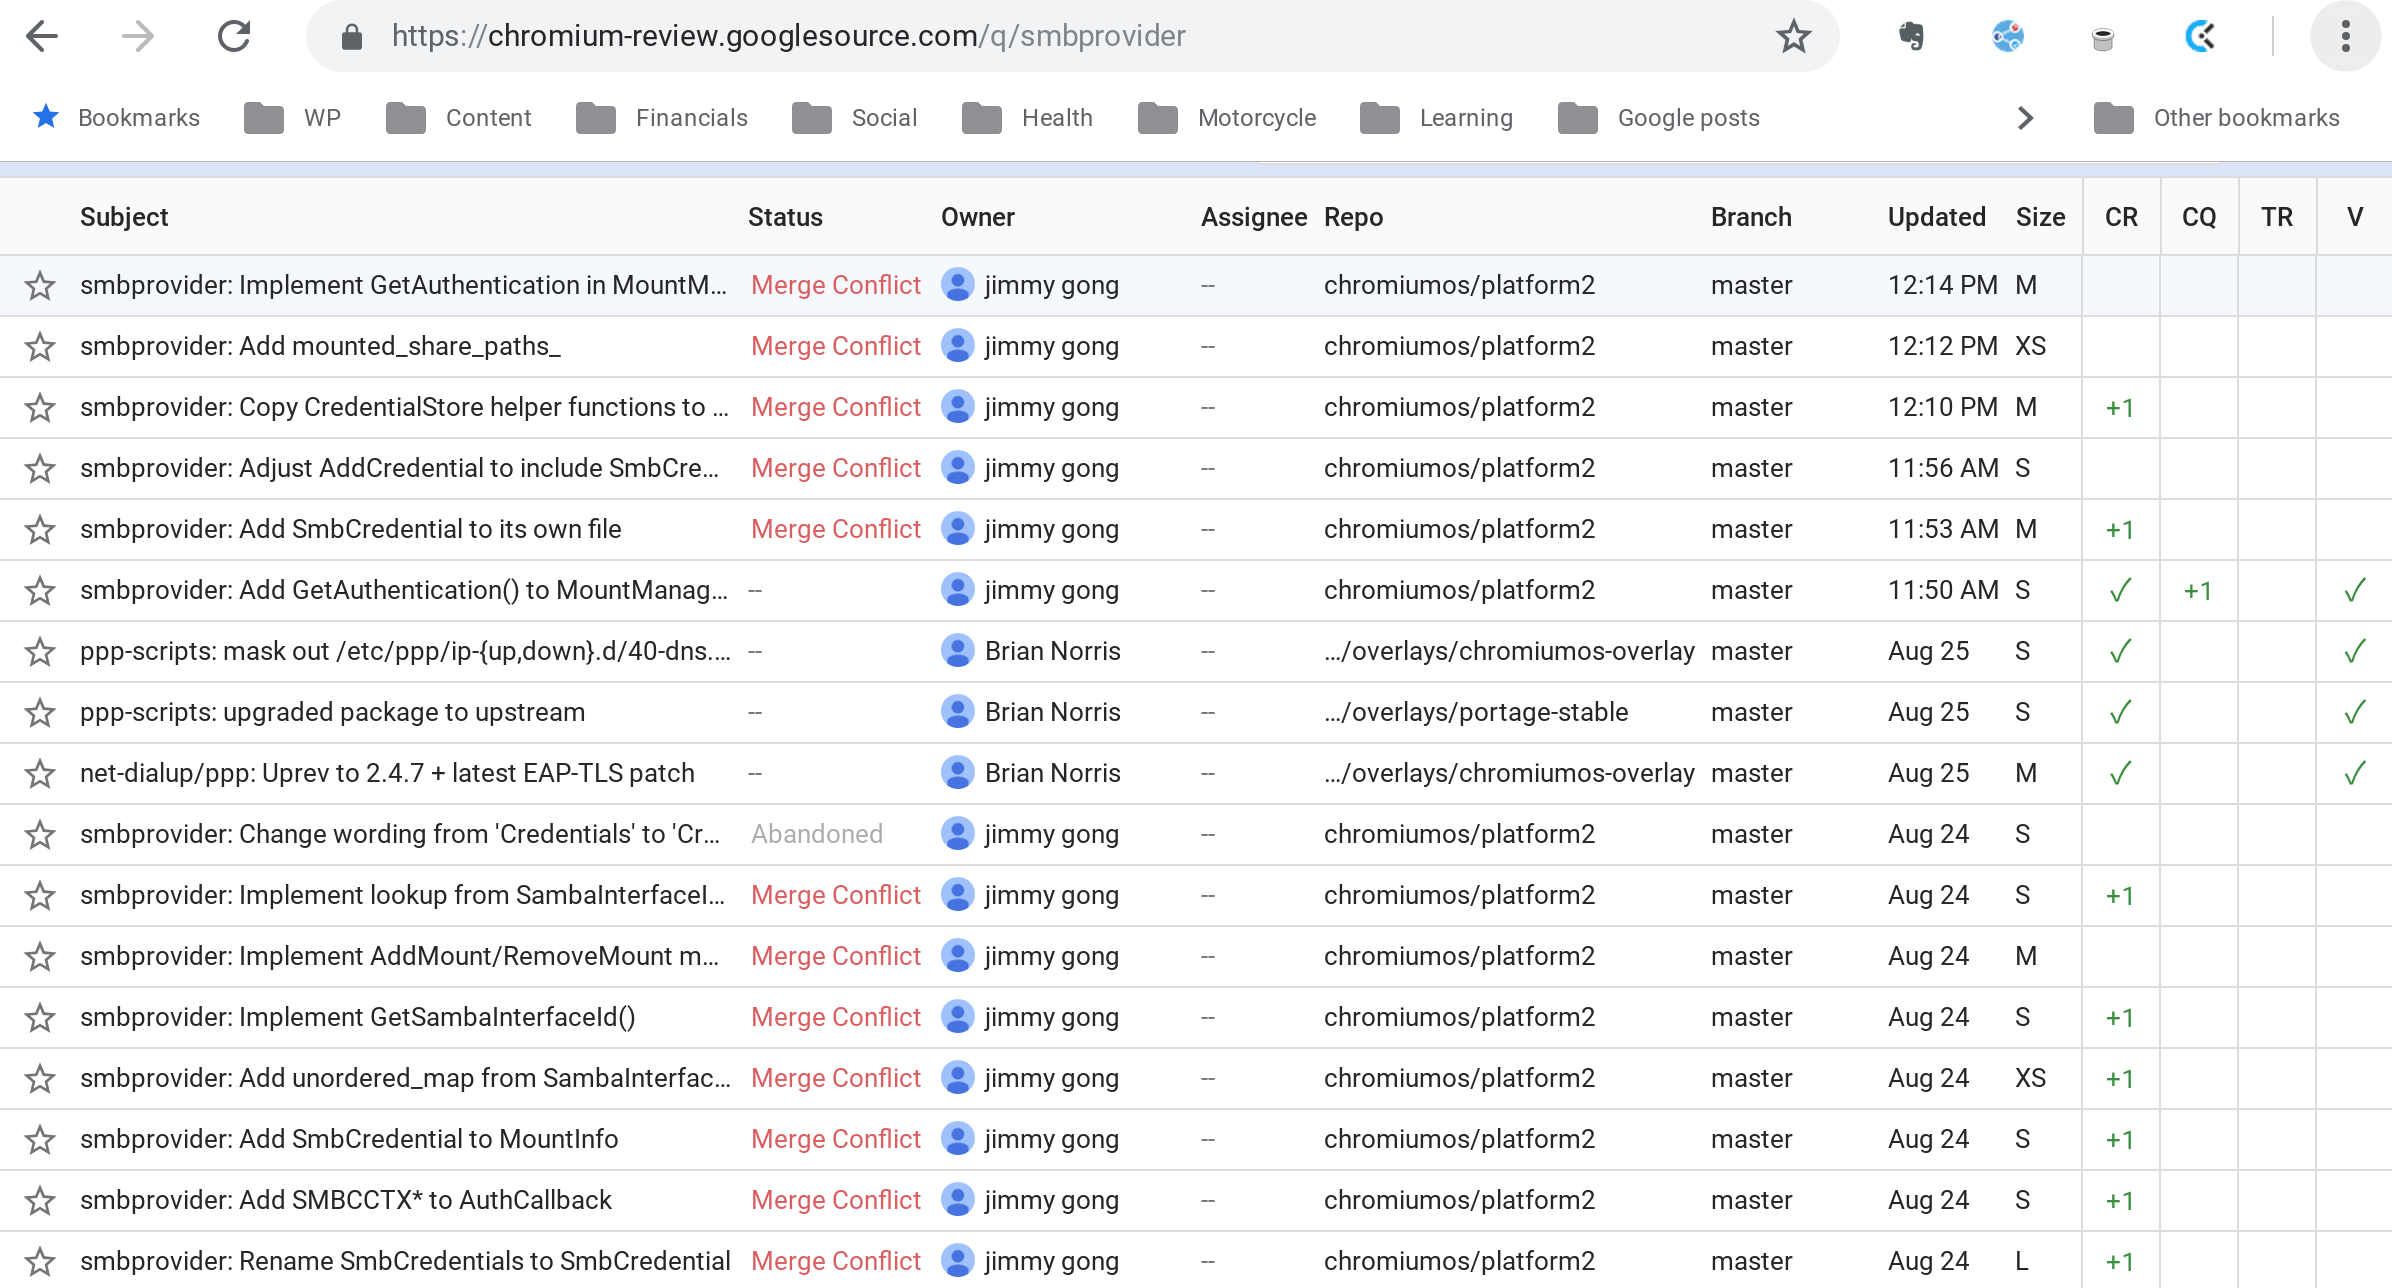 https://chromium-review.googlesource.com/q/smbprovider
Bookmarks WP Content Financials Social Health Motorcycle Learning Google posts Other bookmarks
Subject Status Owner Assignee Repo Branch Updated Size CR CQ TR V
smbprovider: Implement GetAuthentication in MountM... Merge Conflict jimmy gong -- chromiumos/platform2 master 12:14 PM M
smbprovider: Add mounted_share_paths_ Merge Conflict jimmy gong -- chromiumos/platform2 master 12:12 PM XS
smbprovider: Copy CredentialStore helper functions to ... Merge Conflict jimmy gong -- chromiumos/platform2 master 12:10 PM M +1
smbprovider: Adjust AddCredential to include SmbCre... Merge Conflict jimmy gong -- chromiumos/platform2 master 11:56 AM S
smbprovider: Add SmbCredential to its own file Merge Conflict jimmy gong -- chromiumos/platform2 master 11:53 AM M +1
smbprovider: Add GetAuthentication() to MountManag... -- jimmy gong -- chromiumos/platform2 master 11:50 AM S ✓ +1 ✓
ppp-scripts: mask out /etc/ppp/ip-{up,down}.d/40-dns.... -- Brian Norris -- .../overlays/chromiumos-overlay master Aug 25 S ✓ ✓
ppp-scripts: upgraded package to upstream -- Brian Norris -- .../overlays/portage-stable master Aug 25 S ✓ ✓
net-dialup/ppp: Uprev to 2.4.7 + latest EAP-TLS patch -- Brian Norris -- .../overlays/chromiumos-overlay master Aug 25 M ✓ ✓
smbprovider: Change wording from 'Credentials' to 'Cr... Abandoned jimmy gong -- chromiumos/platform2 master Aug 24 S
smbprovider: Implement lookup from SambaInterfaceI... Merge Conflict jimmy gong -- chromiumos/platform2 master Aug 24 S +1
smbprovider: Implement AddMount/RemoveMount m... Merge Conflict jimmy gong -- chromiumos/platform2 master Aug 24 M
smbprovider: Implement GetSambaInterfaceId() Merge Conflict jimmy gong -- chromiumos/platform2 master Aug 24 S +1
smbprovider: Add unordered_map from SambaInterfac... Merge Conflict jimmy gong -- chromiumos/platform2 master Aug 24 XS +1
smbprovider: Add SmbCredential to MountInfo Merge Conflict jimmy gong -- chromiumos/platform2 master Aug 24 S +1
smbprovider: Add SMBCCTX* to AuthCallback Merge Conflict jimmy gong -- chromiumos/platform2 master Aug 24 S +1
smbprovider: Rename SmbCredentials to SmbCredential Merge Conflict jimmy gong -- chromiumos/platform2 master Aug 24 L +1